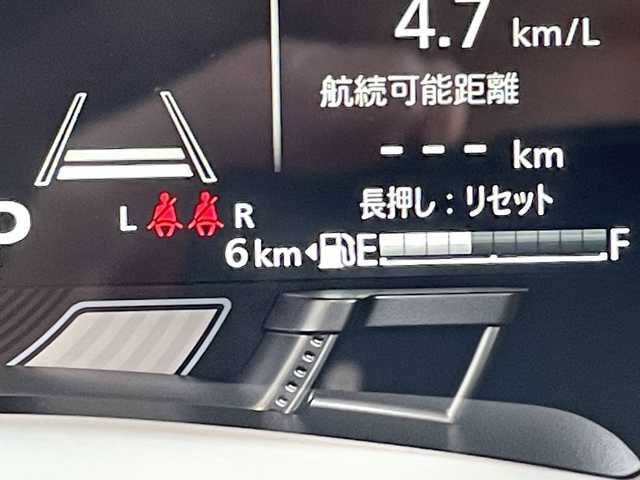 4.7 km/L
航続可能距離
--- km
長押し：リセット
P
L R
6 km E F